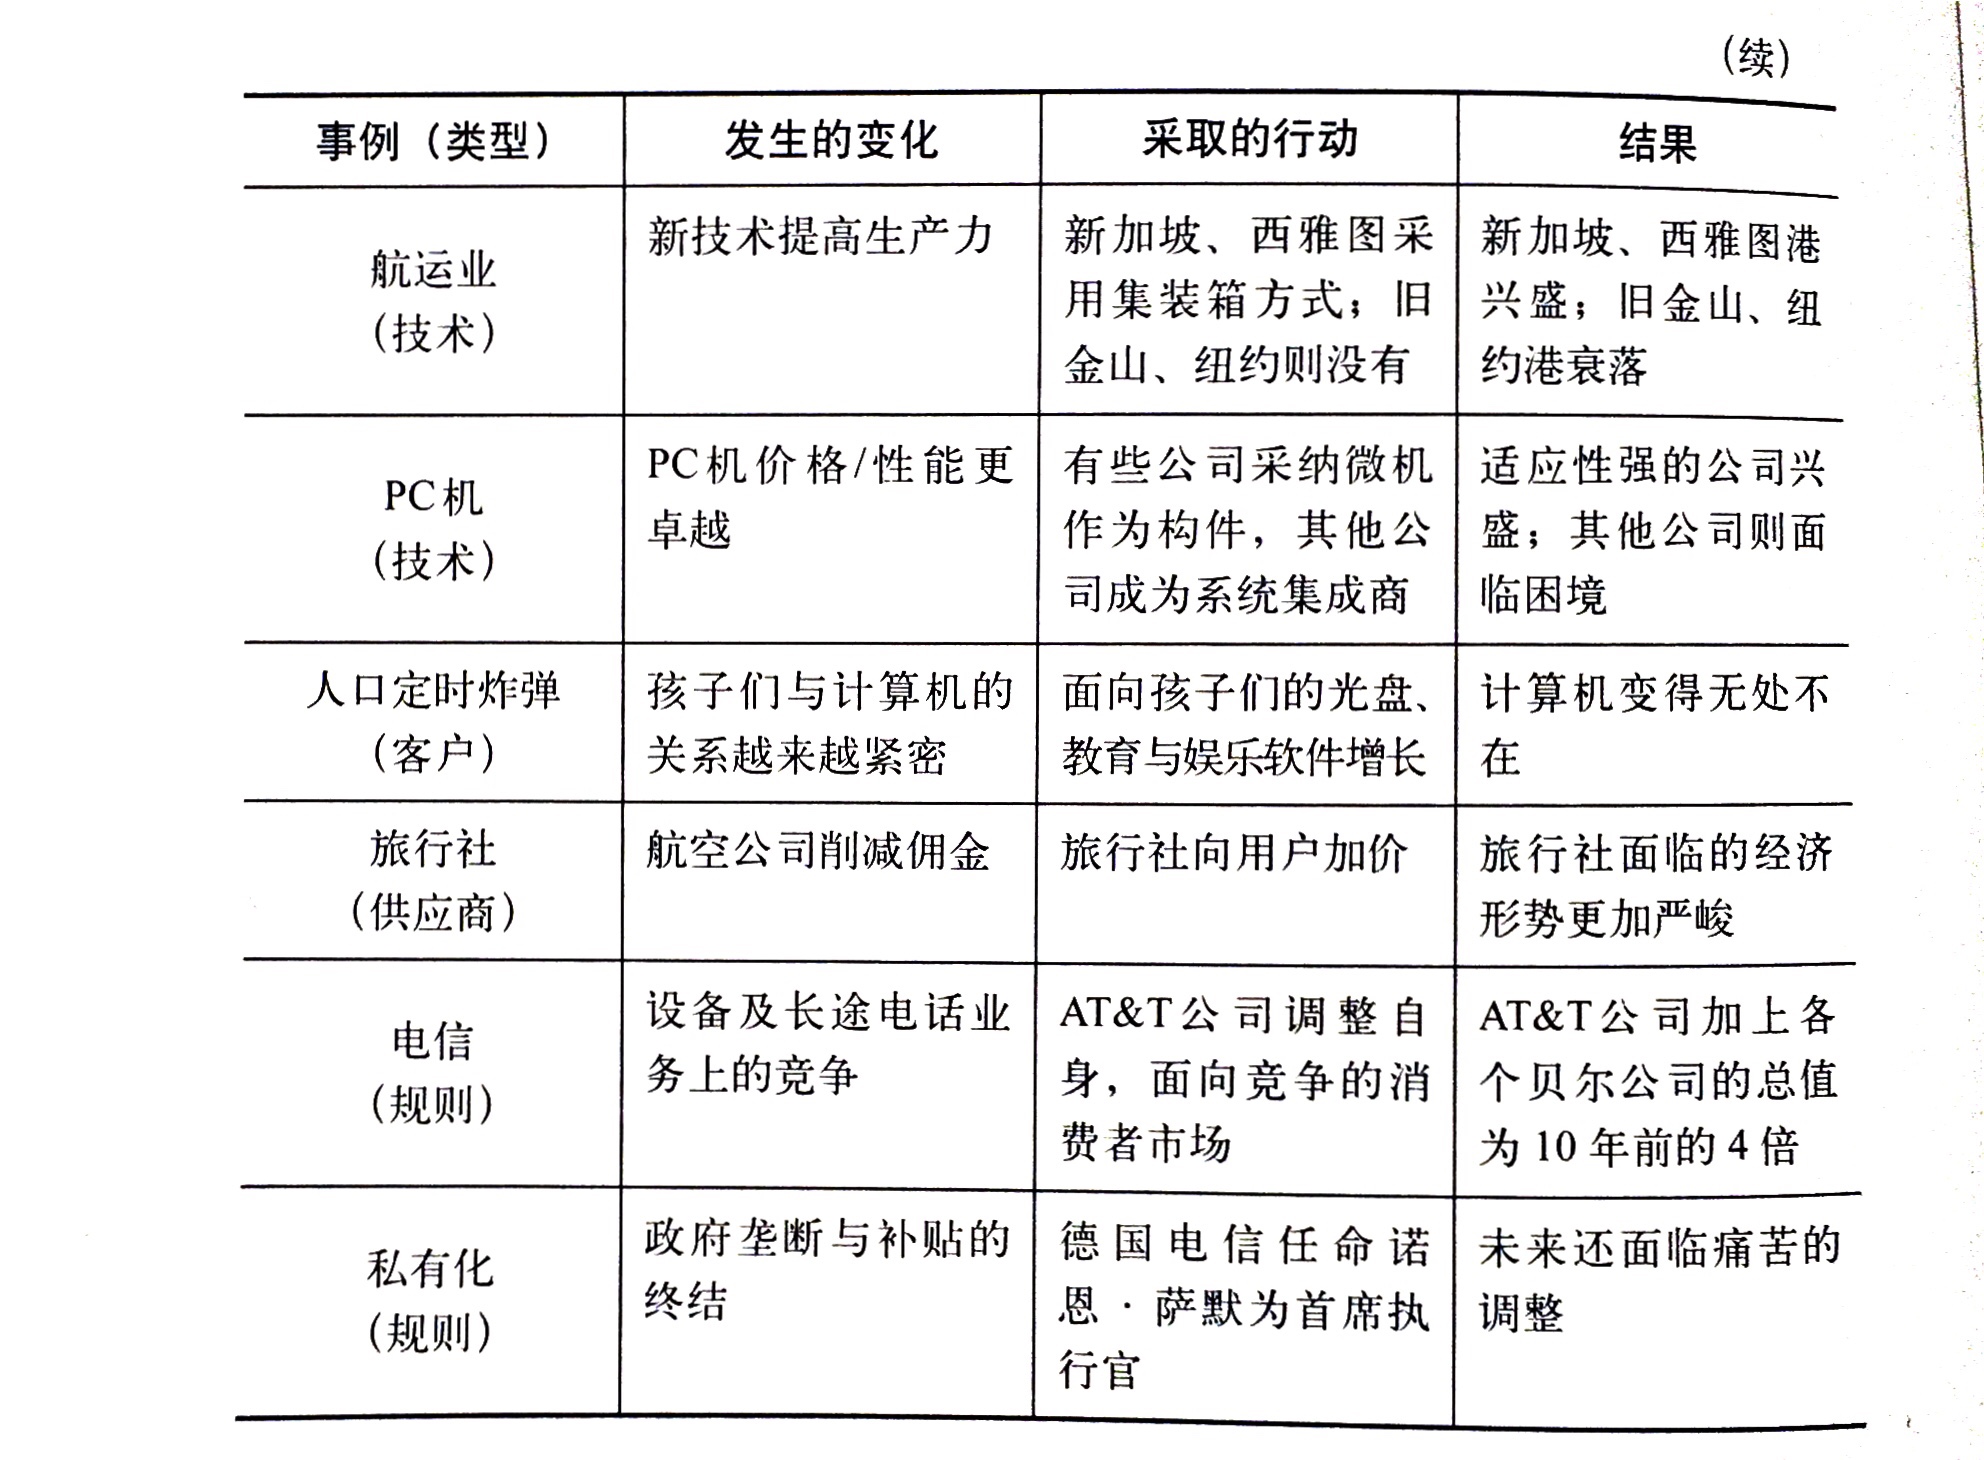 (续)
事例（类型）
发生的变化
采取的行动
结果
航运业
（技术）
新技术提高生产力
新加坡、西雅图采
用集装箱方式；旧
金山、纽约则没有
新加坡、西雅图港
兴盛；旧金山、纽
约港衰落
PC机
（技术）
PC机价格/性能更
卓越
有些公司采纳微机
作为构件，其他公
司成为系统集成商
适应性强的公司兴
盛；其他公司则面
临困境
人口定时炸弹
（客户）
孩子们与计算机的
关系越来越紧密
面向孩子们的光盘、
教育与娱乐软件增长
计算机变得无处不
在
旅行社
（供应商）
航空公司削减佣金
旅行社向用户加价
旅行社面临的经济
形势更加严峻
电信
（规则）
设备及长途电话业
务上的竞争
AT&T公司调整自
身，面向竞争的消
费者市场
AT&T公司加上各
个贝尔公司的总值
为10年前的4倍
私有化
（规则）
政府垄断与补贴的
终结
德国电信任命诺
恩·萨默为首席执
行官
未来还面临痛苦的
调整